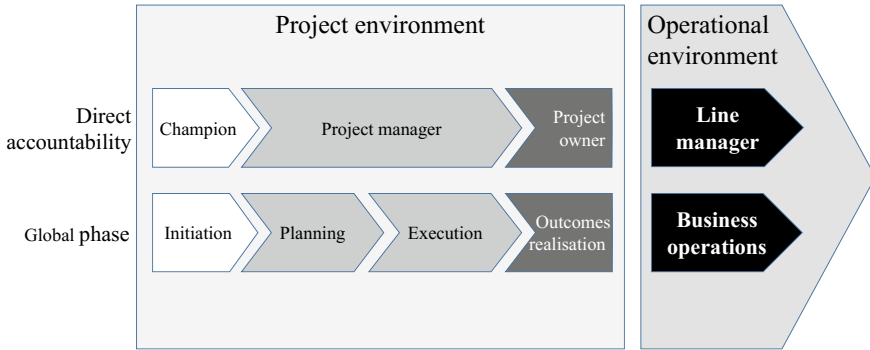 Project environment
Operational
environment
Direct
accountability
Champion
Project manager
Project
owner
Line
manager
Global phase
Initiation
Planning
Execution
Outcomes
realisation
Business
operations